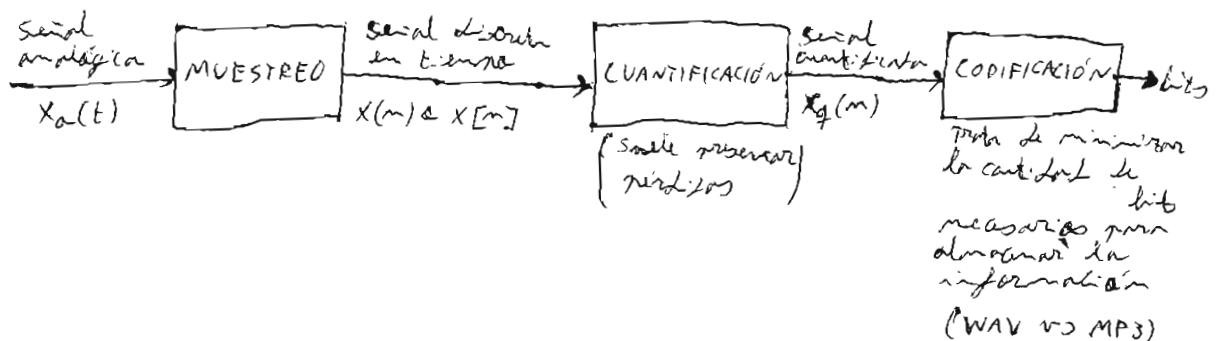 señal
analógica
Xa(t)
MUESTREO
señal discreta
en tiempo
X(n) o X[n]
CUANTIFICACIÓN
(suele presentar
pérdidas)
señal
cuantificada
Xq(n)
CODIFICACIÓN
bits
trata de minimizar
la cantidad de
bits
necesarios para
almacenar la
información
(WAV vs MP3)